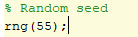 % Random seed
rng(55);